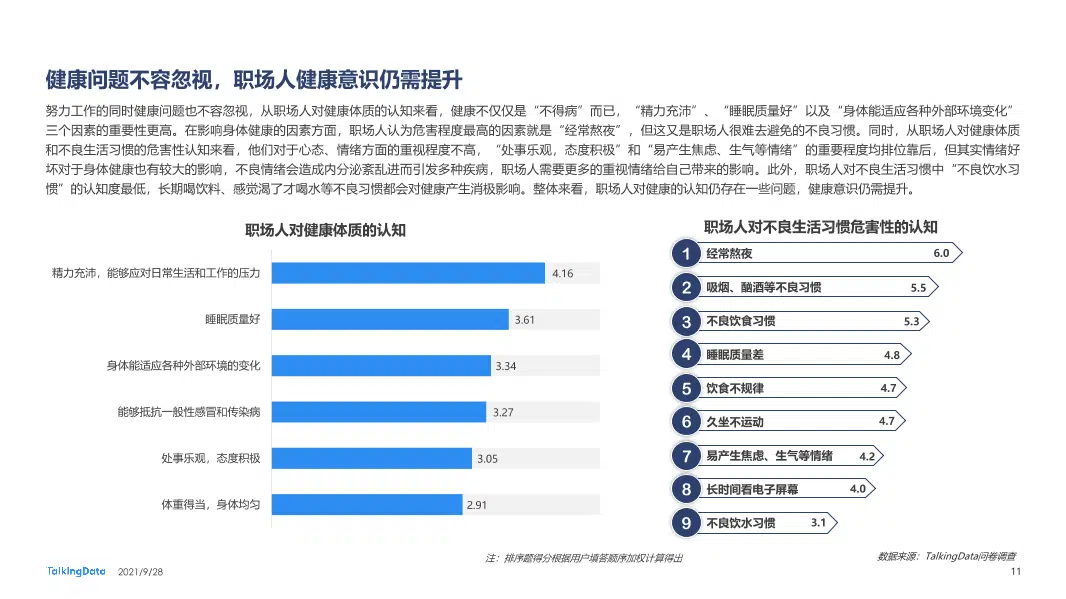 健康问题不容忽视，职场人健康意识仍需提升
努力工作的同时健康问题也不容忽视，从职场人对健康体质的认知来看，健康不仅仅是“不得病”而已，“精力充沛”、“睡眠质量好”以及“身体能适应各种外部环境变化”
三个因素的重要性更高。在影响身体健康的因素方面，职场人认为危害程度最高的因素就是“经常熬夜”，但这又是职场人很难去避免的不良习惯。同时，从职场人对健康体质
和不良生活习惯的危害性认知来看，他们对于心态、情绪方面的重视程度不高，“处事乐观，态度积极”和“易产生焦虑、生气等情绪”的重要程度均排位靠后，但其实情绪好
坏对于身体健康也有较大的影响，不良情绪会造成内分泌紊乱进而引发多种疾病，职场人需要更多的重视情绪给自己带来的影响。此外，职场人对不良生活习惯中“不良饮水习
惯”的认知度最低，长期喝饮料、感觉渴了才喝水等不良习惯都会对健康产生消极影响。整体来看，职场人对健康的认知仍存在一些问题，健康意识仍需提升。
职场人对健康体质的认知
精力充沛，能够应对日常生活和工作的压力 4.16
睡眠质量好 3.61
身体能适应各种外部环境的变化 3.34
能够抵抗一般性感冒和传染病 3.27
处事乐观，态度积极 3.05
体重得当，身体均匀 2.91
职场人对不良生活习惯危害性的认知
1 经常熬夜 6.0
2 吸烟、酗酒等不良习惯 5.5
3 不良饮食习惯 5.3
4 睡眠质量差 4.8
5 饮食不规律 4.7
6 久坐不运动 4.7
7 易产生焦虑、生气等情绪 4.2
8 长时间看电子屏幕 4.0
9 不良饮水习惯 3.1
注：排序题得分根据用户填答顺序加权计算得出
数据来源：TalkingData问卷调查
TalkingData 2021/9/28
11